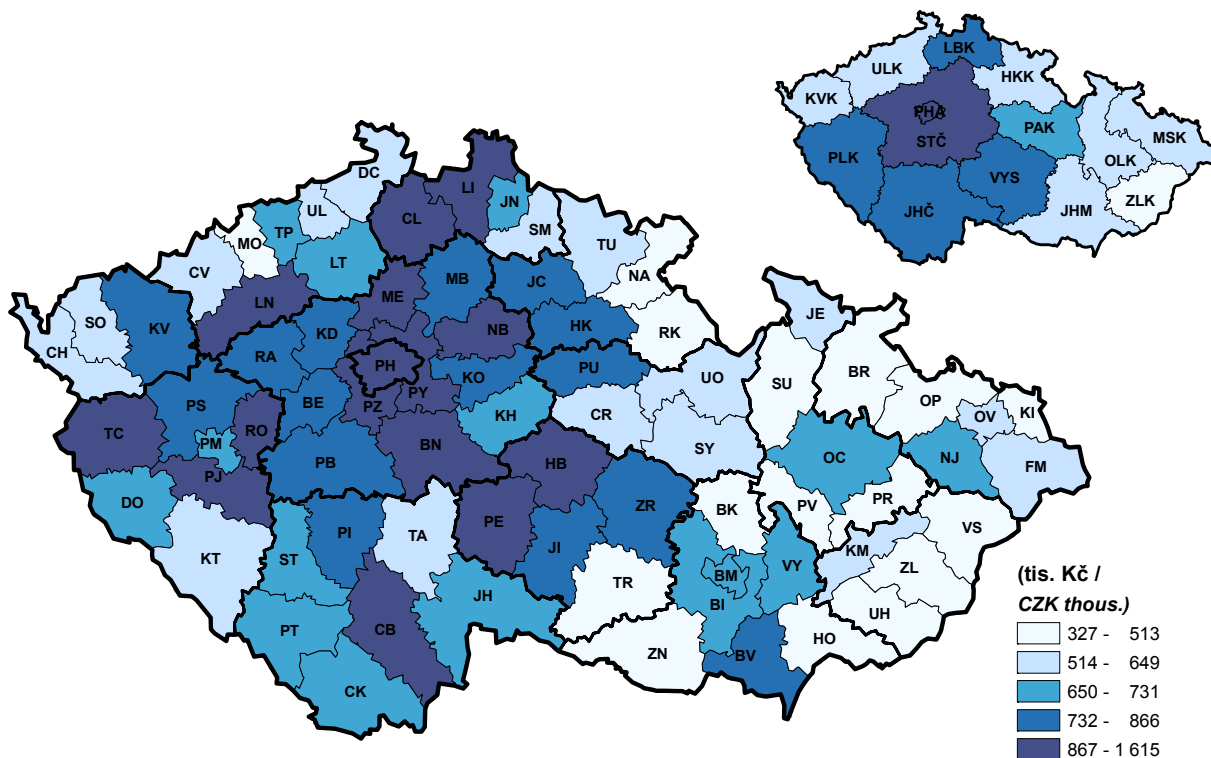 LBK
ULK
HKK
KVK
PHA
PAK
STČ
MSK
PLK
OLK
VYS
ZLK
JHČ
JHM
DC
LI
JN
UL
CL
SM
MO
TP
TU
LT
CV
NA
MB
JC
LN
ME
JE
SO
KV
KD
NB
HK
RK
CH
RA
PH
KO
PU
UO
SU
BR
OP
KI
PS
BE
PZ
PY
KH
CR
OV
TC
PM
RO
BN
SY
OC
NJ
FM
PJ
PB
HB
DO
PE
ZR
BK
PV
PR
VS
KT
ST
PI
TA
JI
KM
TR
BM
VY
ZL
PT
CB
JH
BI
UH
HO
ZN
BV
CK
(tis. Kč /
CZK thous.)
327 - 513
514 - 649
650 - 731
732 - 866
867 - 1 615